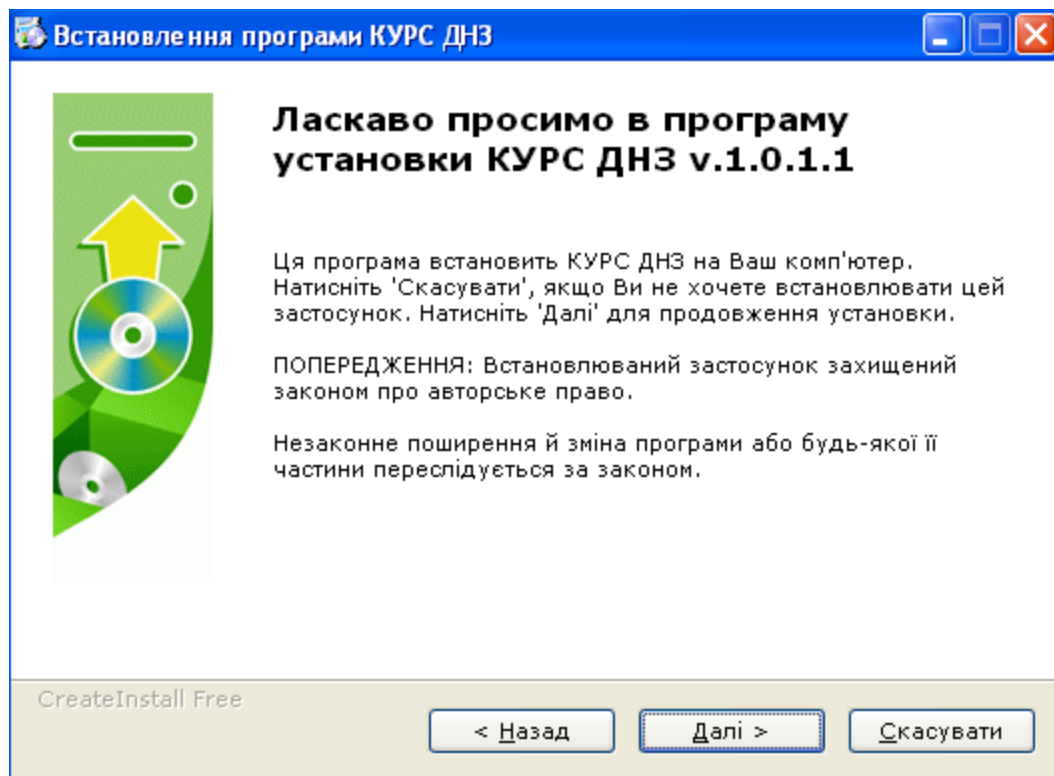 Встановлення програми КУРС ДНЗ
Ласкаво просимо в програму
установки КУРС ДНЗ v.1.0.1.1
Ця програма встановить КУРС ДНЗ на Ваш комп'ютер.
Натисніть 'Скасувати', якщо Ви не хочете встановлювати цей
застосунок. Натисніть 'Далі' для продовження установки.
ПОПЕРЕДЖЕННЯ: Встановлюваний застосунок захищений
законом про авторське право.
Незаконне поширення й зміна програми або будь-якої її
частини переслідується за законом.
CreateInstall Free
< Назад
Далі >
Скасувати